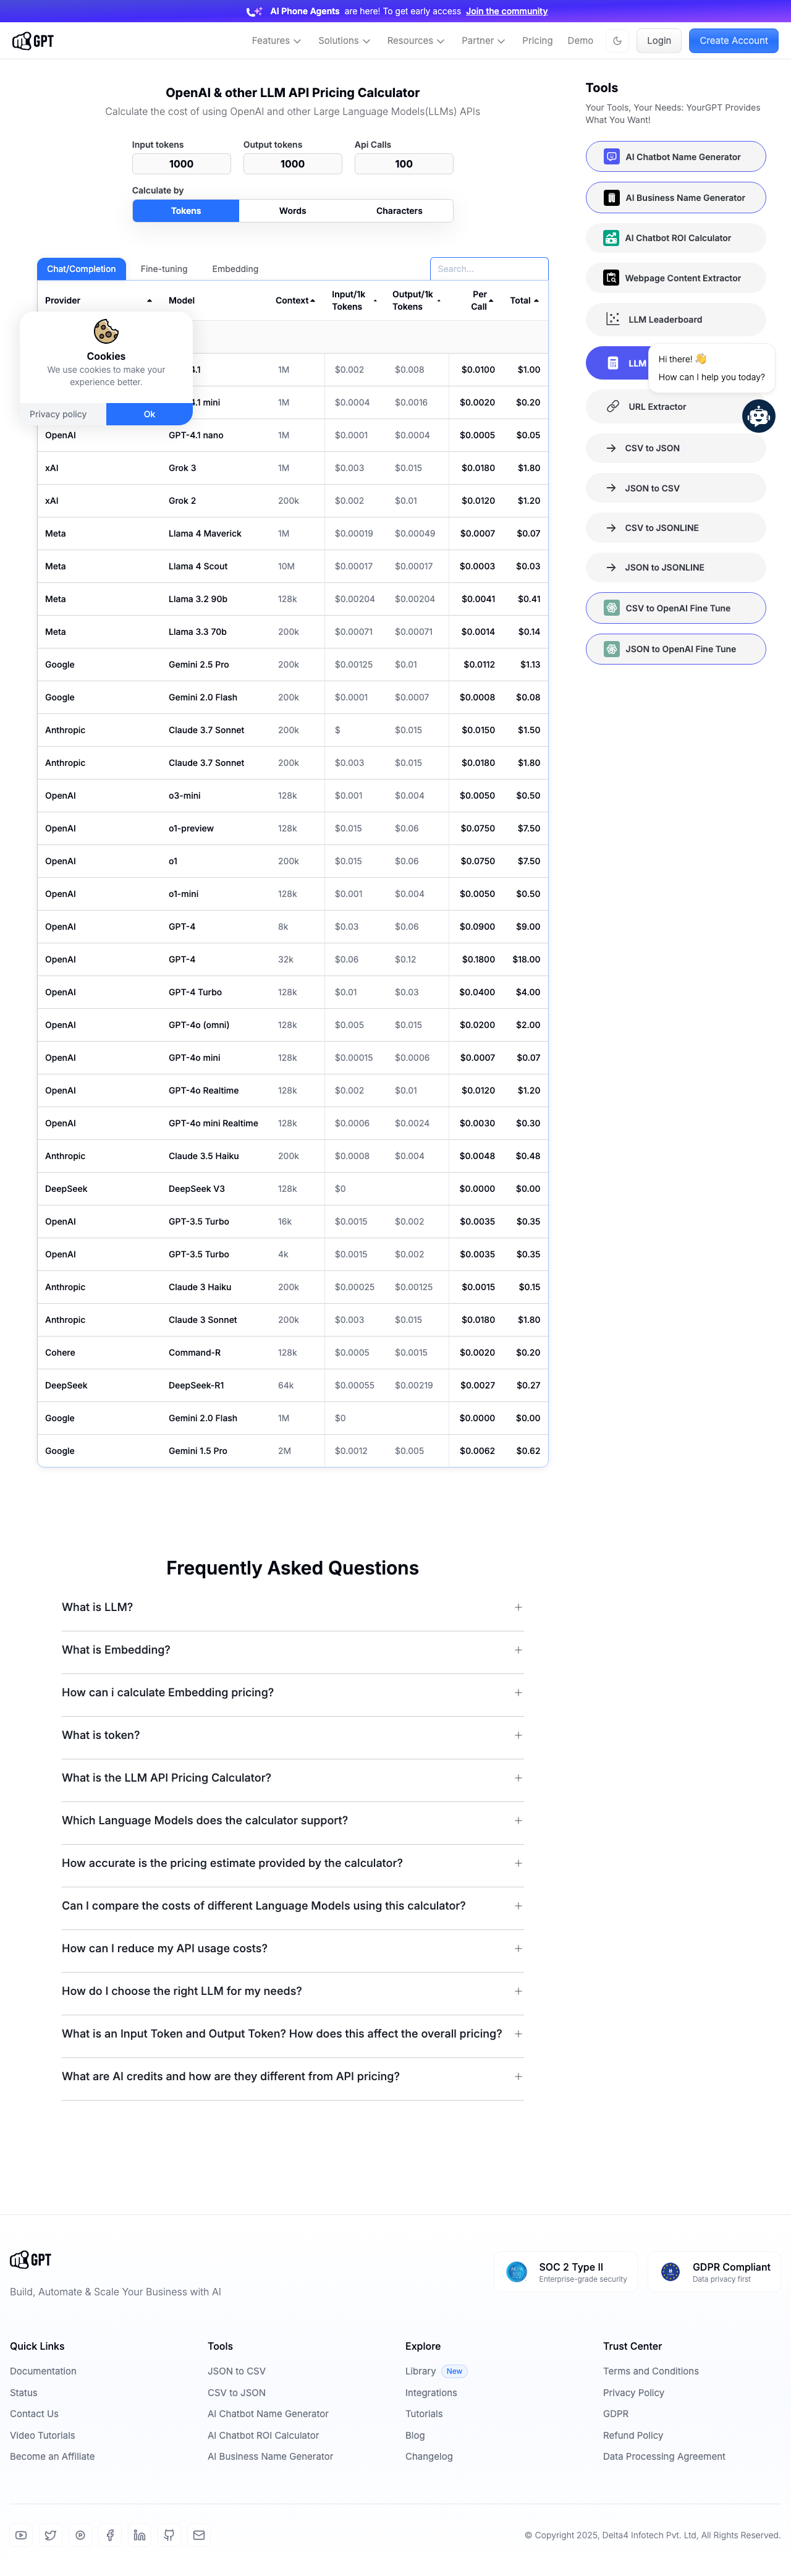 AI Phone Agents are here! To get early access Join the community
GPT
Features Solutions Resources Partner Pricing Demo Login Create Account
OpenAI & other LLM API Pricing Calculator
Calculate the cost of using OpenAI and other Large Language Models(LLMs) APIs
Input tokens Output tokens Api Calls
1000 1000 100
Calculate by
Tokens Words Characters
Chat/Completion Fine-tuning Embedding Search...
Provider Model Context Input/1k Tokens Output/1k Tokens Per Call Total
4.1 1M $0.002 $0.008 $0.0100 $1.00
4.1 mini 1M $0.0004 $0.0016 $0.0020 $0.20
OpenAI GPT-4.1 nano 1M $0.0001 $0.0004 $0.0005 $0.05
xAI Grok 3 1M $0.003 $0.015 $0.0180 $1.80
xAI Grok 2 200k $0.002 $0.01 $0.0120 $1.20
Meta Llama 4 Maverick 1M $0.00019 $0.00049 $0.0007 $0.07
Meta Llama 4 Scout 10M $0.00017 $0.00017 $0.0003 $0.03
Meta Llama 3.2 90b 128k $0.00204 $0.00204 $0.0041 $0.41
Meta Llama 3.3 70b 200k $0.00071 $0.00071 $0.0014 $0.14
Google Gemini 2.5 Pro 200k $0.00125 $0.01 $0.0112 $1.13
Google Gemini 2.0 Flash 200k $0.0001 $0.0007 $0.0008 $0.08
Anthropic Claude 3.7 Sonnet 200k $ $0.015 $0.0150 $1.50
Anthropic Claude 3.7 Sonnet 200k $0.003 $0.015 $0.0180 $1.80
OpenAI o3-mini 128k $0.001 $0.004 $0.0050 $0.50
OpenAI o1-preview 128k $0.015 $0.06 $0.0750 $7.50
OpenAI o1 200k $0.015 $0.06 $0.0750 $7.50
OpenAI o1-mini 128k $0.001 $0.004 $0.0050 $0.50
OpenAI GPT-4 8k $0.03 $0.06 $0.0900 $9.00
OpenAI GPT-4 32k $0.06 $0.12 $0.1800 $18.00
OpenAI GPT-4 Turbo 128k $0.01 $0.03 $0.0400 $4.00
OpenAI GPT-4o (omni) 128k $0.005 $0.015 $0.0200 $2.00
OpenAI GPT-4o mini 128k $0.00015 $0.0006 $0.0007 $0.07
OpenAI GPT-4o Realtime 128k $0.002 $0.01 $0.0120 $1.20
OpenAI GPT-4o mini Realtime 128k $0.0006 $0.0024 $0.0030 $0.30
Anthropic Claude 3.5 Haiku 200k $0.0008 $0.004 $0.0048 $0.48
DeepSeek DeepSeek V3 128k $0 $0.0000 $0.00
OpenAI GPT-3.5 Turbo 16k $0.0015 $0.002 $0.0035 $0.35
OpenAI GPT-3.5 Turbo 4k $0.0015 $0.002 $0.0035 $0.35
Anthropic Claude 3 Haiku 200k $0.00025 $0.00125 $0.0015 $0.15
Anthropic Claude 3 Sonnet 200k $0.003 $0.015 $0.0180 $1.80
Cohere Command-R 128k $0.0005 $0.0015 $0.0020 $0.20
DeepSeek DeepSeek-R1 64k $0.00055 $0.00219 $0.0027 $0.27
Google Gemini 2.0 Flash 1M $0 $0.0000 $0.00
Google Gemini 1.5 Pro 2M $0.0012 $0.005 $0.0062 $0.62
Cookies
We use cookies to make your
experience better.
Privacy policy Ok
Tools
Your Tools, Your Needs: YourGPT Provides
What You Want!
AI Chatbot Name Generator
AI Business Name Generator
AI Chatbot ROI Calculator
Webpage Content Extractor
LLM Leaderboard
LLM
Hi there! 👋
How can I help you today?
URL Extractor
CSV to JSON
JSON to CSV
CSV to JSONLINE
JSON to JSONLINE
CSV to OpenAI Fine Tune
JSON to OpenAI Fine Tune
Frequently Asked Questions
What is LLM?
What is Embedding?
How can i calculate Embedding pricing?
What is token?
What is the LLM API Pricing Calculator?
Which Language Models does the calculator support?
How accurate is the pricing estimate provided by the calculator?
Can I compare the costs of different Language Models using this calculator?
How can I reduce my API usage costs?
How do I choose the right LLM for my needs?
What is an Input Token and Output Token? How does this affect the overall pricing?
What are AI credits and how are they different from API pricing?
GPT
Build, Automate & Scale Your Business with AI
SOC 2 Type II
Enterprise-grade security
GDPR Compliant
Data privacy first
Quick Links
Documentation
Status
Contact Us
Video Tutorials
Become an Affiliate
Tools
JSON to CSV
CSV to JSON
AI Chatbot Name Generator
AI Chatbot ROI Calculator
AI Business Name Generator
Explore
Library New
Integrations
Tutorials
Blog
Changelog
Trust Center
Terms and Conditions
Privacy Policy
GDPR
Refund Policy
Data Processing Agreement
© Copyright 2025, Delta4 Infotech Pvt. Ltd, All Rights Reserved.